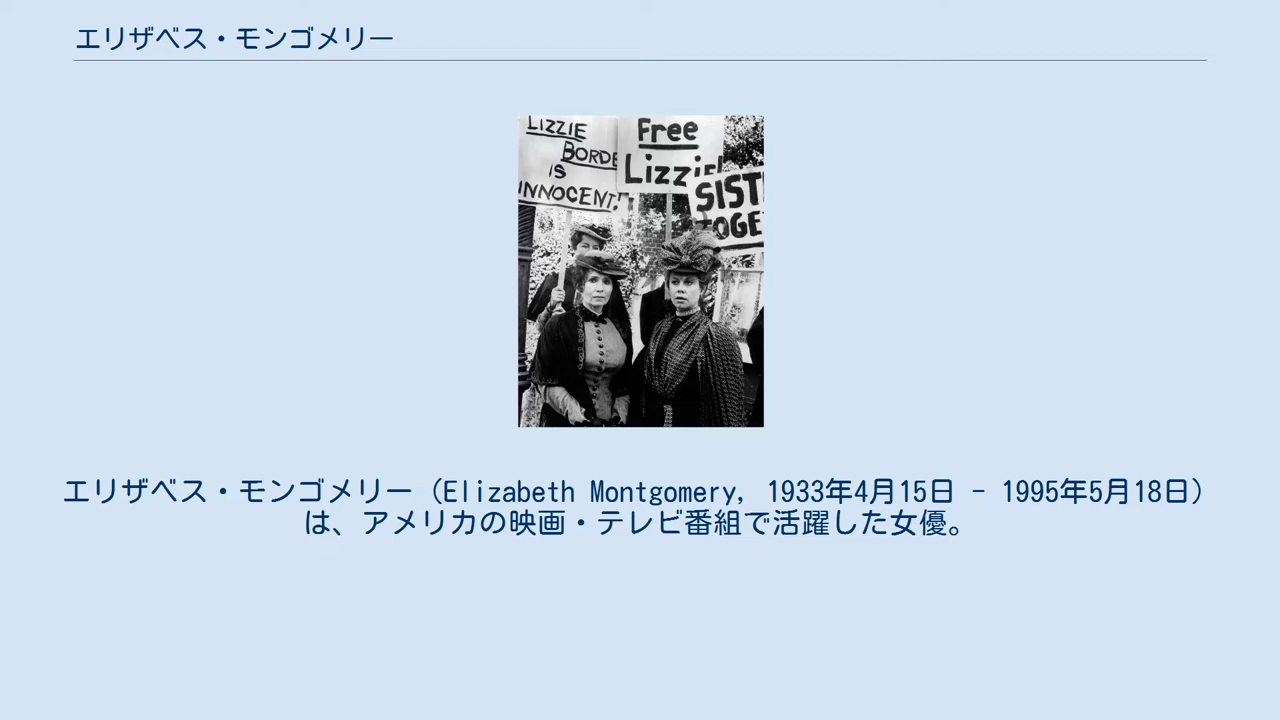 エリザベス・モンゴメリー
LIZZIE
BORDE
IS
INNOCENT!
Free
Lizzie!
SIST
TOGE
エリザベス・モンゴメリー（Elizabeth Montgomery, 1933年4月15日 - 1995年5月18日）
は、アメリカの映画・テレビ番組で活躍した女優。